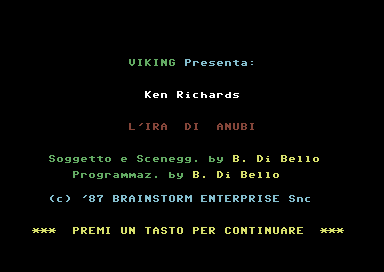 VIKING Presenta:
Ken Richards
L'IRA DI ANUBI
Soggetto e Scenegg. by B. Di Bello
Programmaz. by B. Di Bello
(c) '87 BRAINSTORM ENTERPRISE Snc
*** PREMI UN TASTO PER CONTINUARE ***